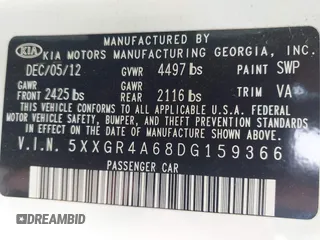 MANUFACTURED BY
KIA KIA MOTORS MANUFACTURING GEORGIA, INC.
DEC/05/12 GVWR 4497 lbs PAINT SWP
GAWR FRONT 2425 lbs GAWR REAR 2116 lbs TRIM VA
THIS VEHICLE CONFORMS TO ALL APPLICABLE FEDERAL
MOTOR VEHICLE SAFETY, BUMPER, AND THEFT PREVENTION
STANDARDS IN EFFECT ON THE DATE OF MANUFACTURE SHOWN ABOVE.
V.I.N. 5XXGR4A68DG159366
PASSENGER CAR
DREAMBID